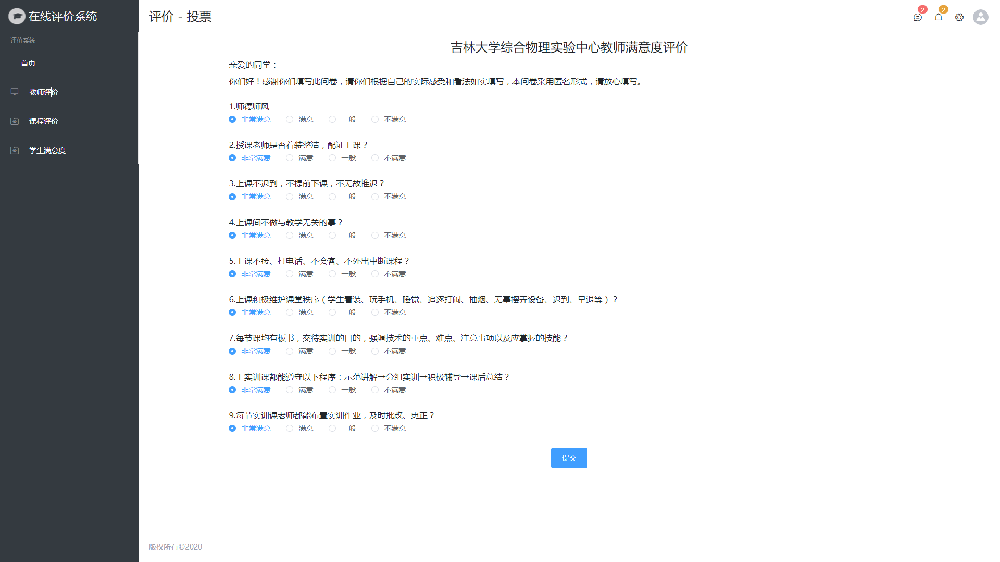 在线评价系统
评价 - 投票
2
2
评价系统
首页
教师评价
课程评价
学生满意度
吉林大学综合物理实验中心教师满意度评价
亲爱的同学：
你们好！感谢你们填写此问卷，请你们根据自己的实际感受和看法如实填写，本问卷采用匿名形式，请放心填写。
1.师德师风
非常满意 满意 一般 不满意
2.授课老师是否着装整洁，配证上课？
非常满意 满意 一般 不满意
3.上课不迟到，不提前下课，不无故推迟？
非常满意 满意 一般 不满意
4.上课间不做与教学无关的事？
非常满意 满意 一般 不满意
5.上课不接、打电话、不会客、不外出中断课程？
非常满意 满意 一般 不满意
6.上课积极维护课堂秩序（学生着装、玩手机、睡觉、追逐打闹、抽烟、无辜摆弄设备、迟到、早退等）？
非常满意 满意 一般 不满意
7.每节课均有板书，交待实训的目的，强调技术的重点、难点、注意事项以及应掌握的技能？
非常满意 满意 一般 不满意
8.上实训课都能遵守以下程序：示范讲解→分组实训→积极辅导→课后总结？
非常满意 满意 一般 不满意
9.每节实训课老师都能布置实训作业，及时批改、更正？
非常满意 满意 一般 不满意
提交
版权所有©2020